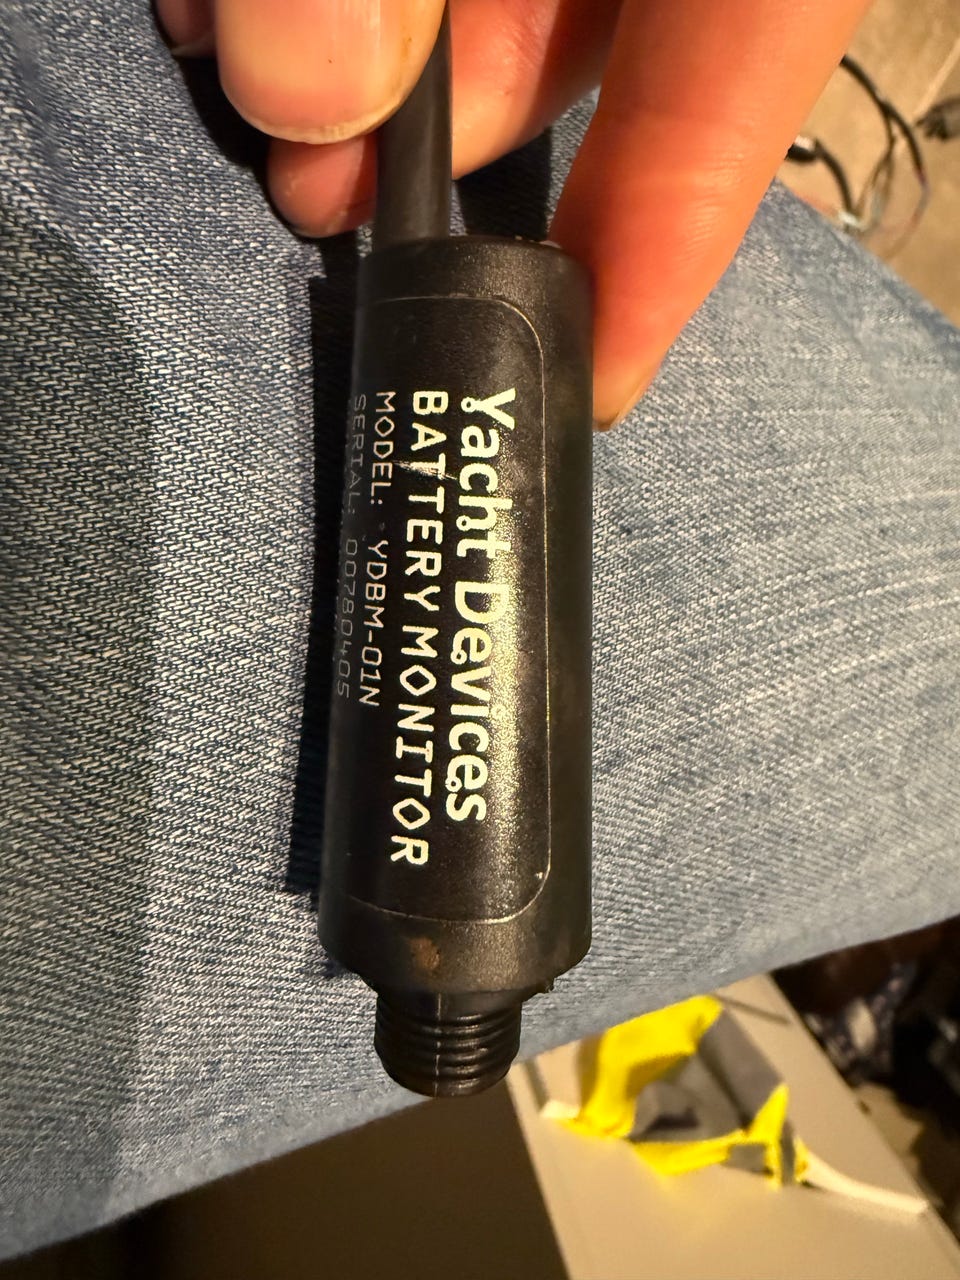 Yacht Devices
BATTERY MONITOR
MODEL: YDBM-01N
SERIAL: 00780405